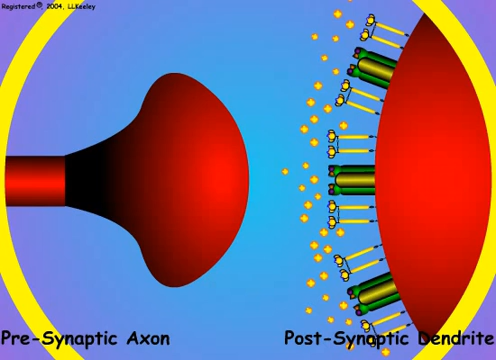 Registered ® 2004, LLKeeley
Pre-Synaptic Axon
Post-Synaptic Dendrite